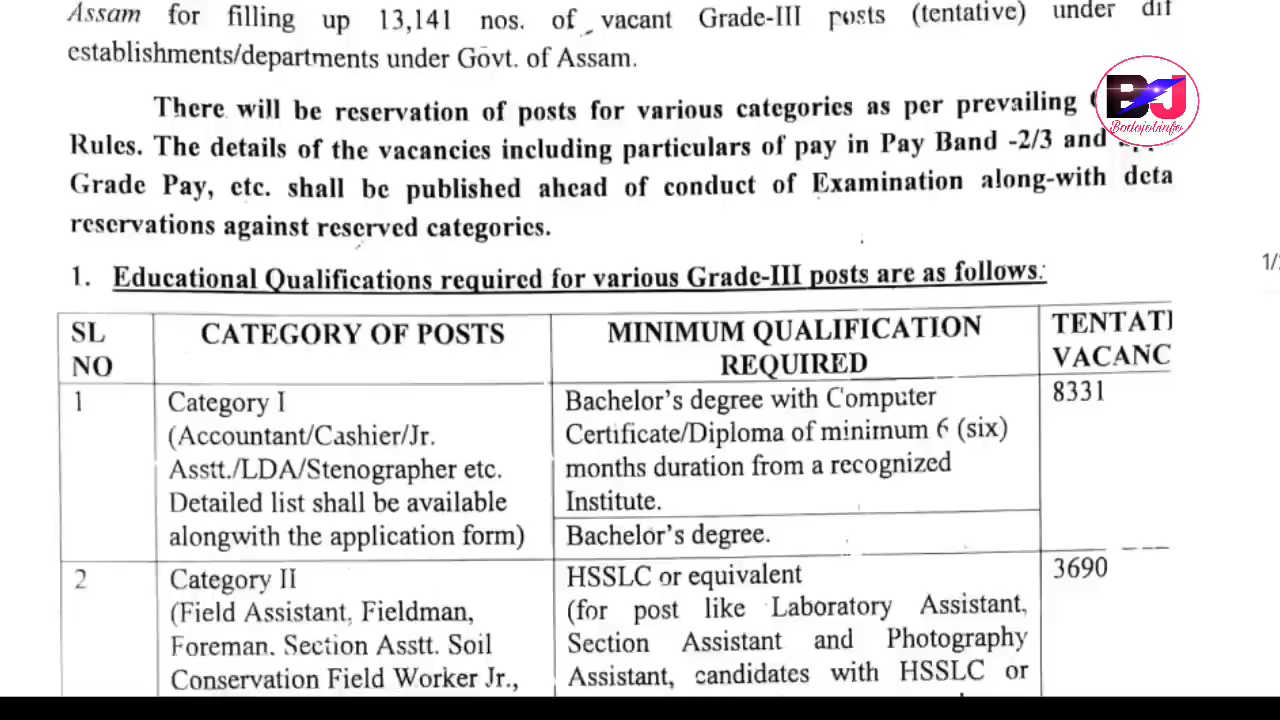 Assam for filling up 13,141 nos. of vacant Grade-III posts (tentative) under dif
establishments/departments under Govt. of Assam.
There will be reservation of posts for various categories as per prevailing
Rules. The details of the vacancies including particulars of pay in Pay Band -2/3 and
Grade Pay, etc. shall be published ahead of conduct of Examination along-with deta
reservations against reserved categories.
1. Educational Qualifications required for various Grade-III posts are as follows:
1/
SL NO
CATEGORY OF POSTS
MINIMUM QUALIFICATION
REQUIRED
TENTATI
VACANC
1
Category I
(Accountant/Cashier/Jr.
Asstt./LDA/Stenographer etc.
Detailed list shall be available
alongwith the application form)
Bachelor's degree with Computer
Certificate/Diploma of minimum 6 (six)
months duration from a recognized
Institute.
Bachelor's degree.
8331
2
Category II
(Field Assistant, Fieldman,
Foreman. Section Asstt. Soil
Conservation Field Worker Jr.,
HSSLC or equivalent
(for post like Laboratory Assistant,
Section Assistant and Photography
Assistant, candidates with HSSLC or
3690
BJ
Bodojobinfo